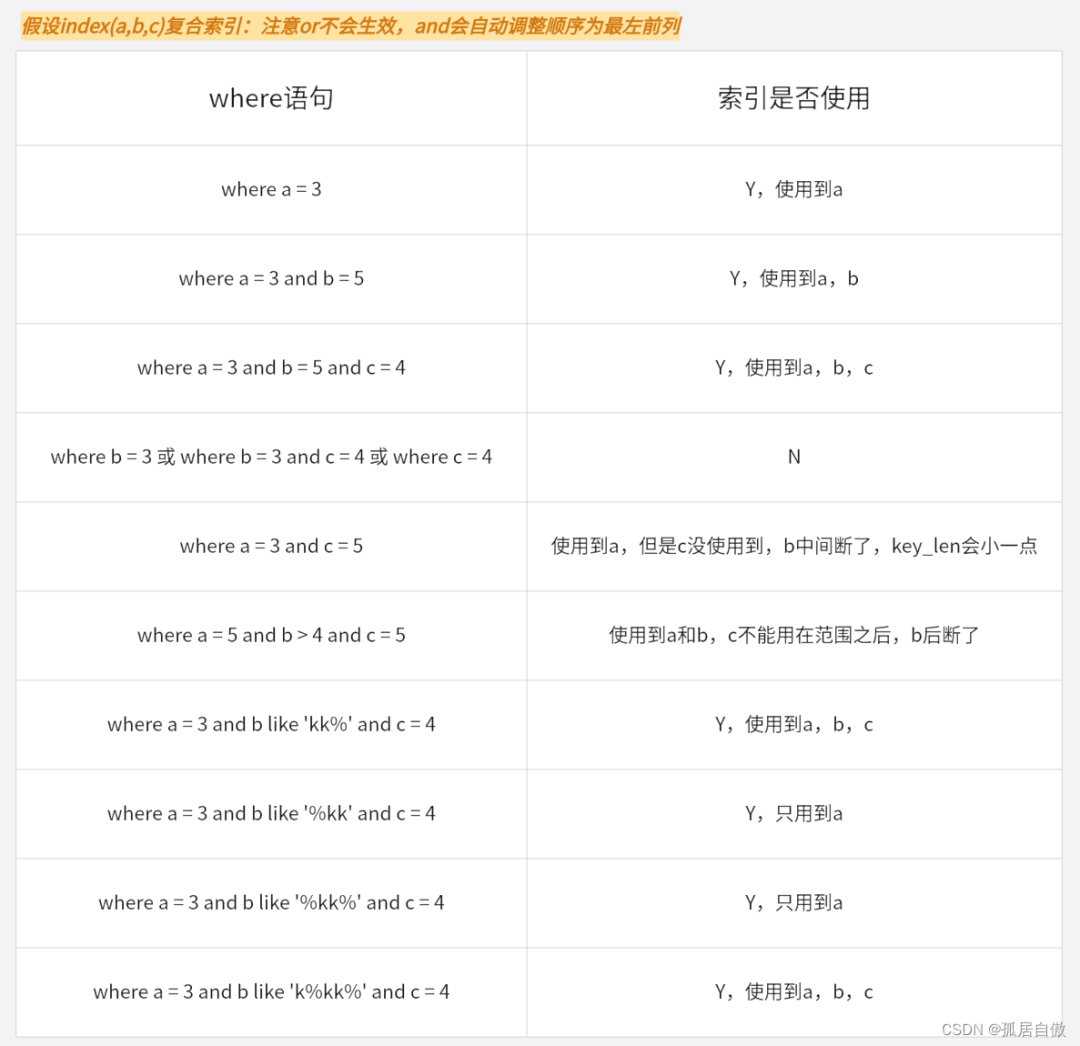 假设index(a,b,c)复合索引：注意or不会生效，and会自动调整顺序为最左前列
where语句
索引是否使用
where a = 3
Y，使用到a
where a = 3 and b = 5
Y，使用到a，b
where a = 3 and b = 5 and c = 4
Y，使用到a，b，c
where b = 3 或 where b = 3 and c = 4 或 where c = 4
N
where a = 3 and c = 5
使用到a，但是c没使用到，b中间断了，key_len会小一点
where a = 5 and b > 4 and c = 5
使用到a和b，c不能用在范围之后，b后断了
where a = 3 and b like 'kk%' and c = 4
Y，使用到a，b，c
where a = 3 and b like '%kk' and c = 4
Y，只用到a
where a = 3 and b like '%kk%' and c = 4
Y，只用到a
where a = 3 and b like 'k%kk%' and c = 4
Y，使用到a，b，c
CSDN @孤居自傲